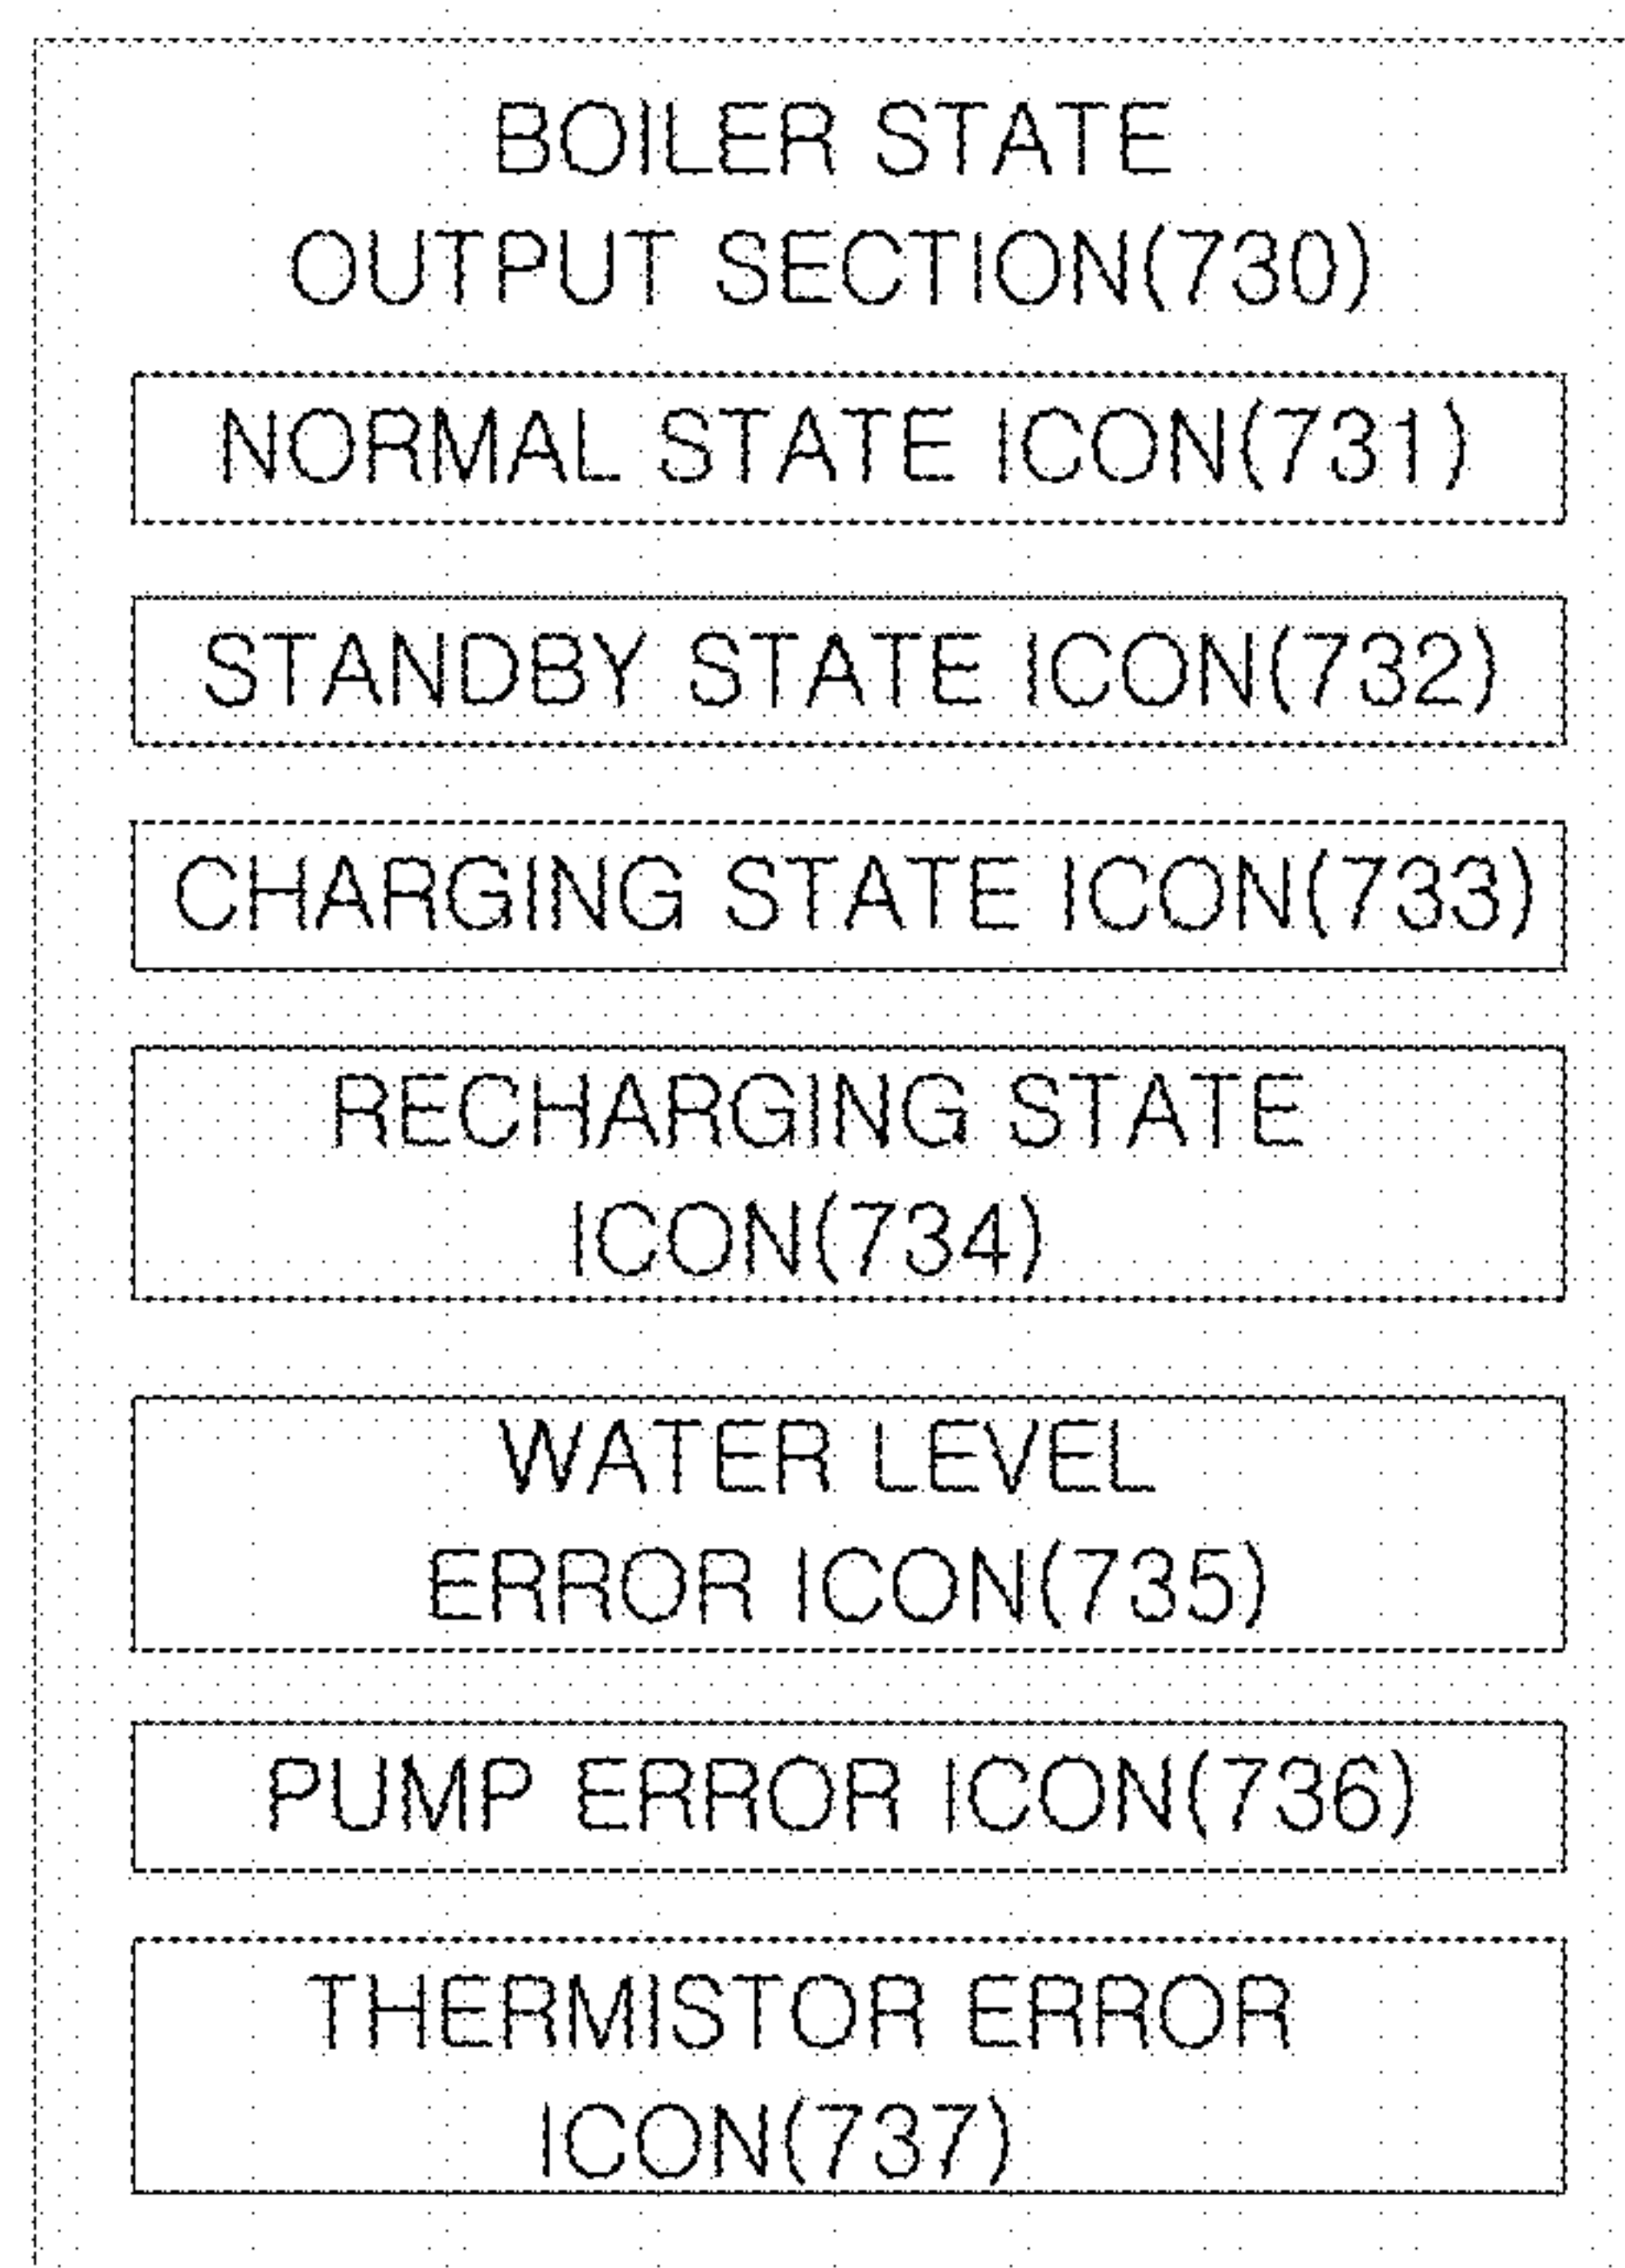 BOILER STATE
OUTPUT SECTION(730)
NORMAL STATE ICON(731)
STANDBY STATE ICON(732)
CHARGING STATE ICON(733)
RECHARGING STATE
ICON(734)
WATER LEVEL
ERROR ICON(735)
PUMP ERROR ICON(736)
THERMISTOR ERROR
ICON(737)